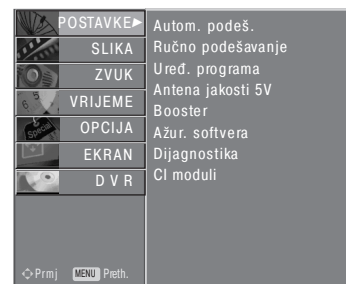 POSTAVKE
SLIKA
ZVUK
VRIJEME
OPCIJA
EKRAN
D V R
Autom. podeš.
Ručno podešavanje
Uređ. programa
Antena jakosti 5V
Booster
Ažur. softvera
Dijagnostika
CI moduli
Special
Prmj MENU Preth.